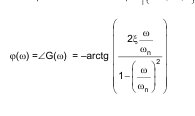 φ(ω) =∠G(ω) = –arctg ( 2ξ ω/ωn / 1–(ω/ωn)² )